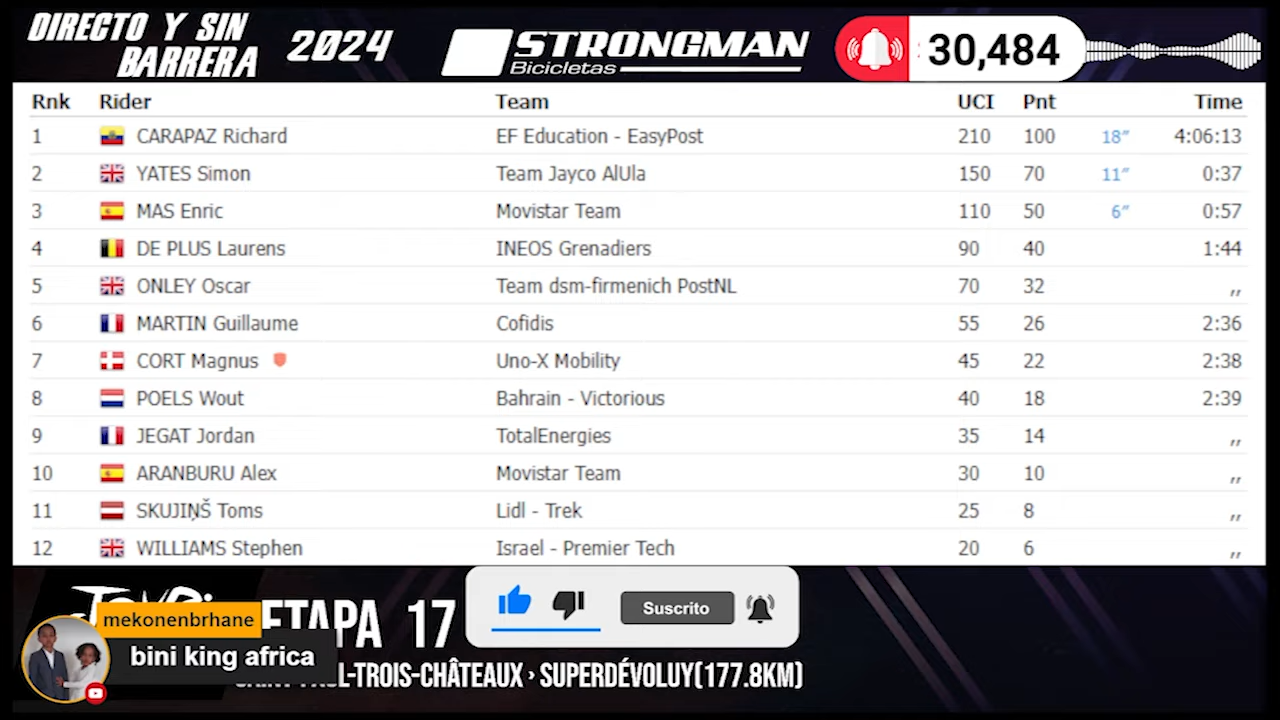 DIRECTO Y SIN BARRERA 2024 STRONGMAN Bicicletas 30,484
Rnk Rider Team UCI Pnt Time
1 CARAPAZ Richard EF Education - EasyPost 210 100 18″ 4:06:13
2 YATES Simon Team Jayco AlUla 150 70 11″ 0:37
3 MAS Enric Movistar Team 110 50 6″ 0:57
4 DE PLUS Laurens INEOS Grenadiers 90 40 1:44
5 ONLEY Oscar Team dsm-firmenich PostNL 70 32 ,,
6 MARTIN Guillaume Cofidis 55 26 2:36
7 CORT Magnus Uno-X Mobility 45 22 2:38
8 POELS Wout Bahrain - Victorious 40 18 2:39
9 JEGAT Jordan TotalEnergies 35 14 ,,
10 ARANBURU Alex Movistar Team 30 10 ,,
11 SKUJIŅŠ Toms Lidl - Trek 25 8 ,,
12 WILLIAMS Stephen Israel - Premier Tech 20 6 ,,
ETAPA 17 Suscrito
mekonenbrhane
bini king africa
-TROIS-CHÂTEAUX › SUPERDÉVOLUY(177.8KM)